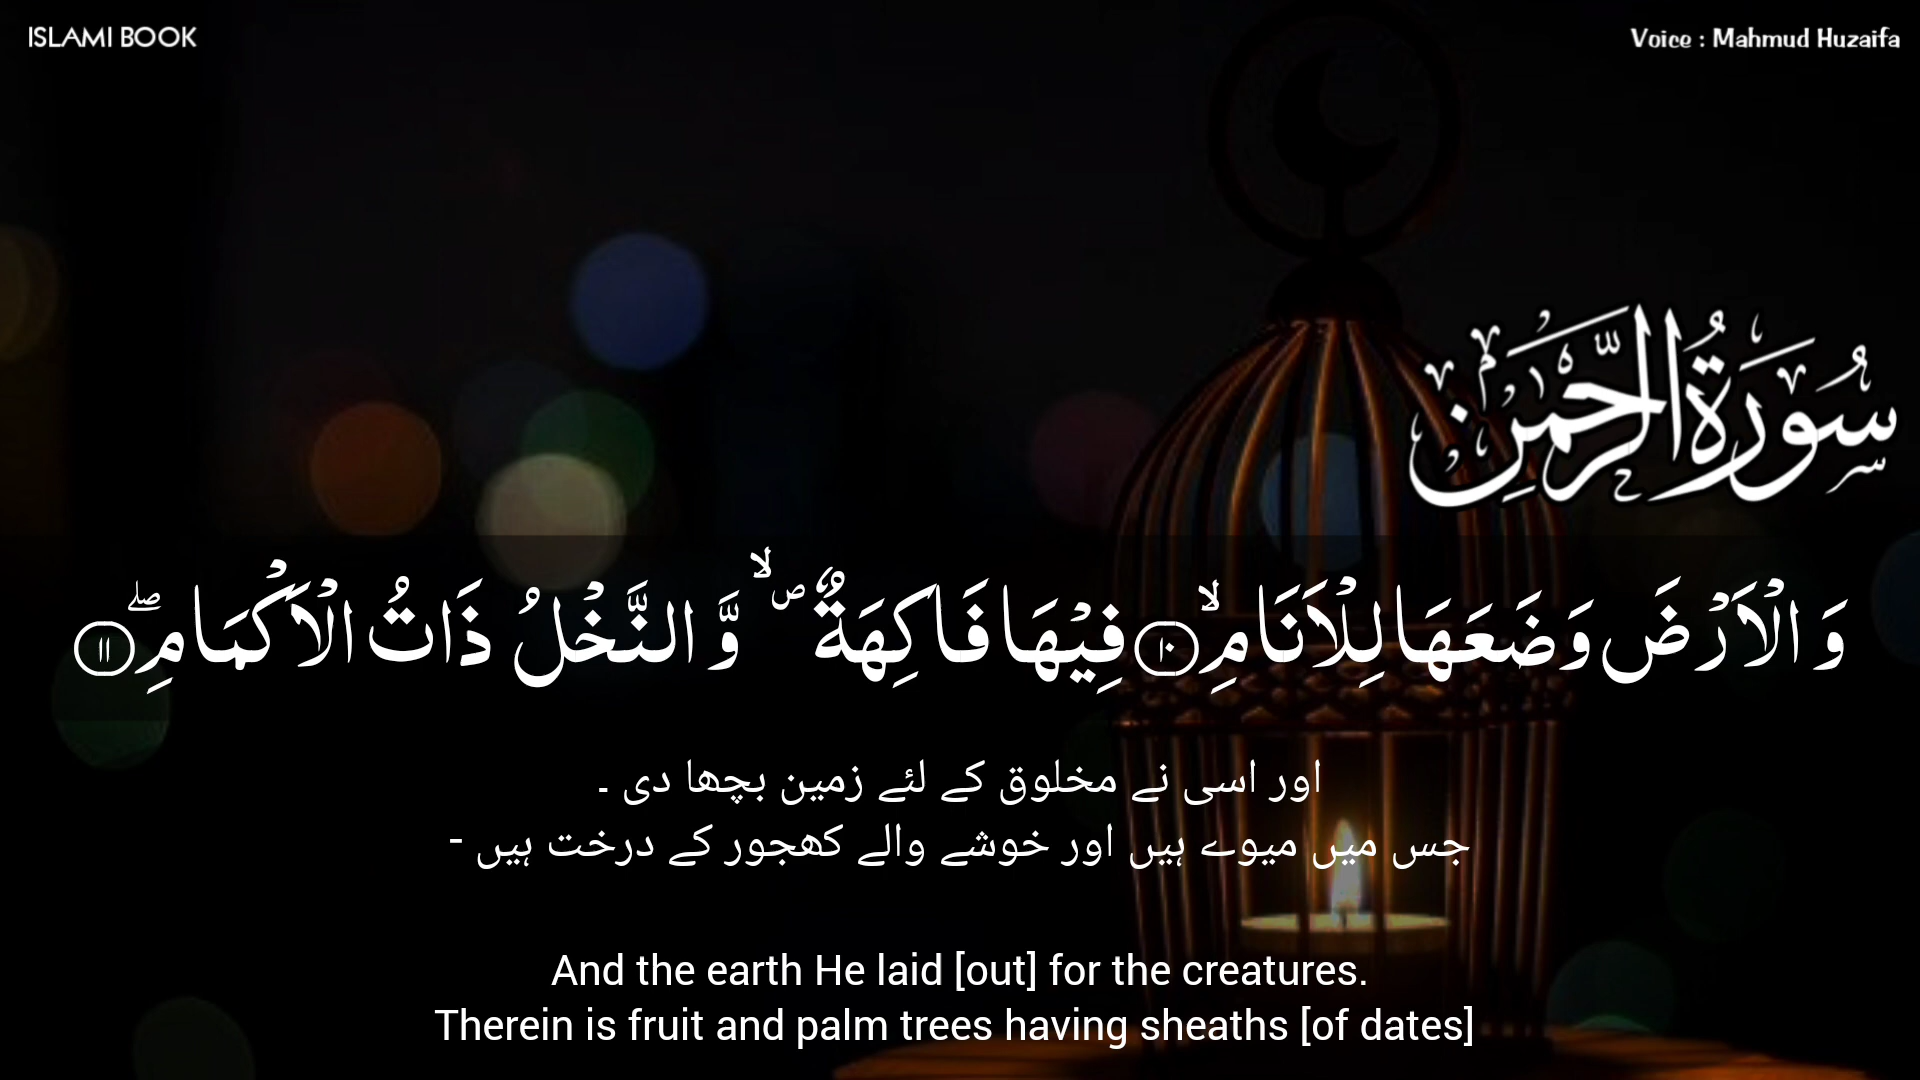 ISLAMI BOOK
Voice : Mahmud Huzaifa
سُوْرَةُ الرَّحْمٰنِ
وَ الْاَرْضَ وَضَعَهَا لِلْاَنَامِۙ۝۱۰ فِيْهَا فَاكِهَةٌ ص ۙ وَّ النَّخْلُ ذَاتُ الْاَكْمَامِۖ۝۱۱
اور اسی نے مخلوق کے لئے زمین بچھا دی ۔
جس میں میوے ہیں اور خوشے والے کھجور کے درخت ہیں -
And the earth He laid [out] for the creatures.
Therein is fruit and palm trees having sheaths [of dates]